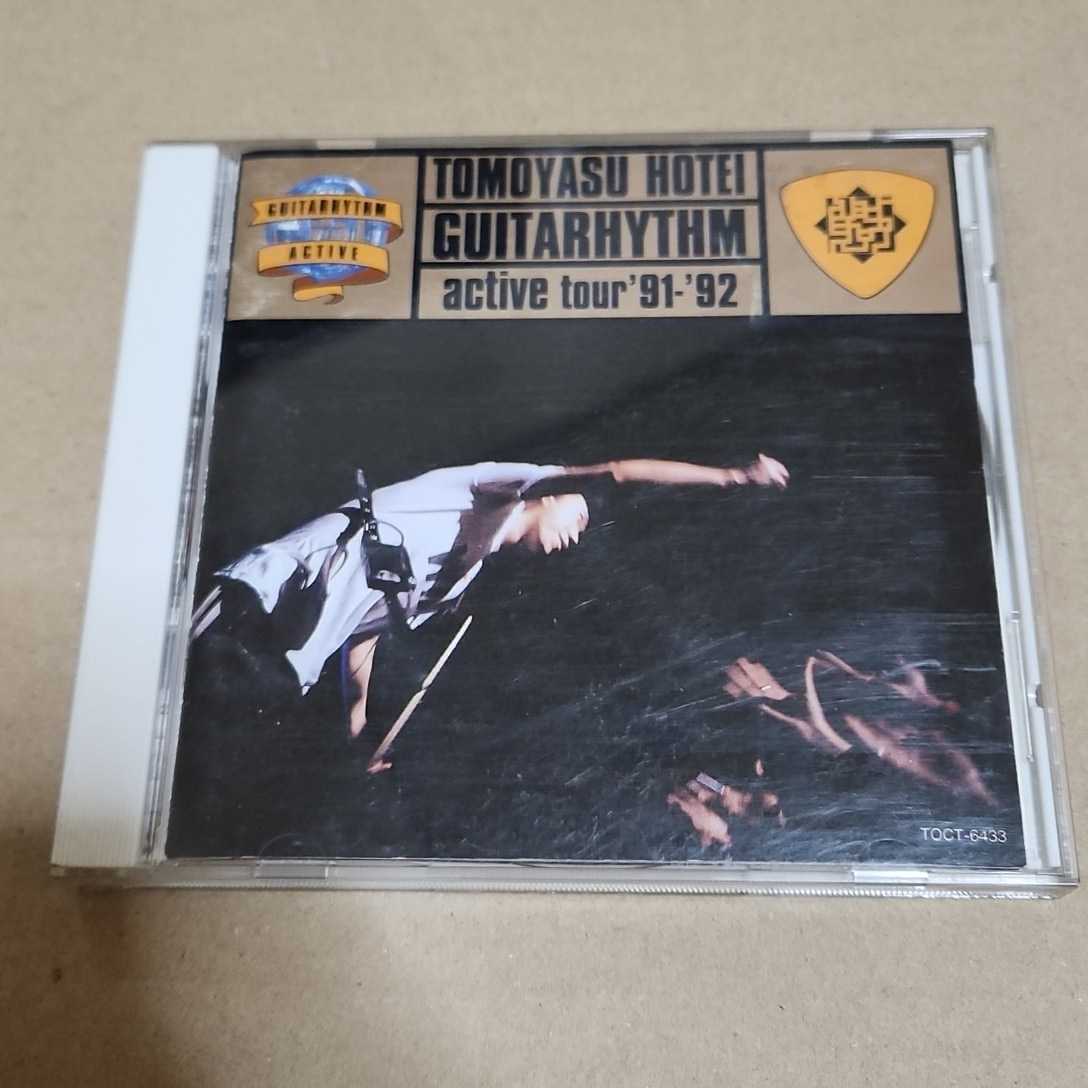 GUITARHYTHM
ACTIVE
TOMOYASU HOTEI
GUITARHYTHM
active tour '91-'92
TOCT-6433